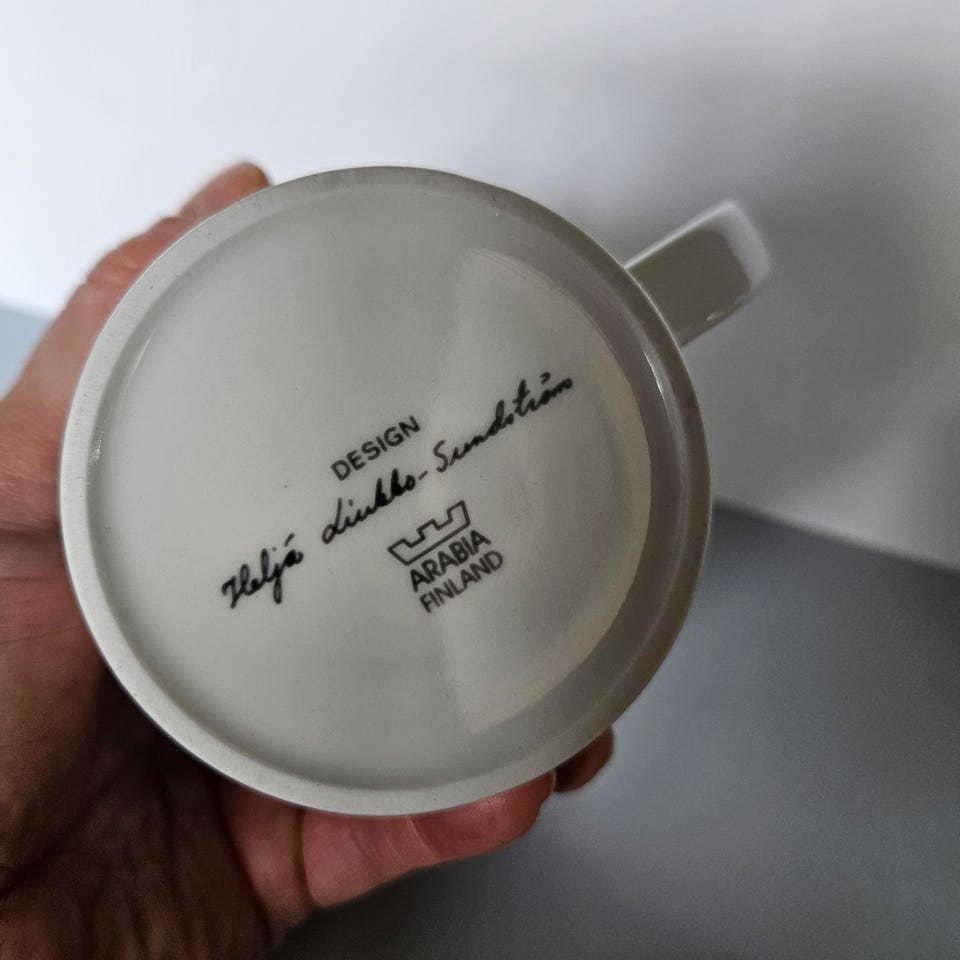 DESIGN
Heljä Liukko-Sundström
ARABIA
FINLAND